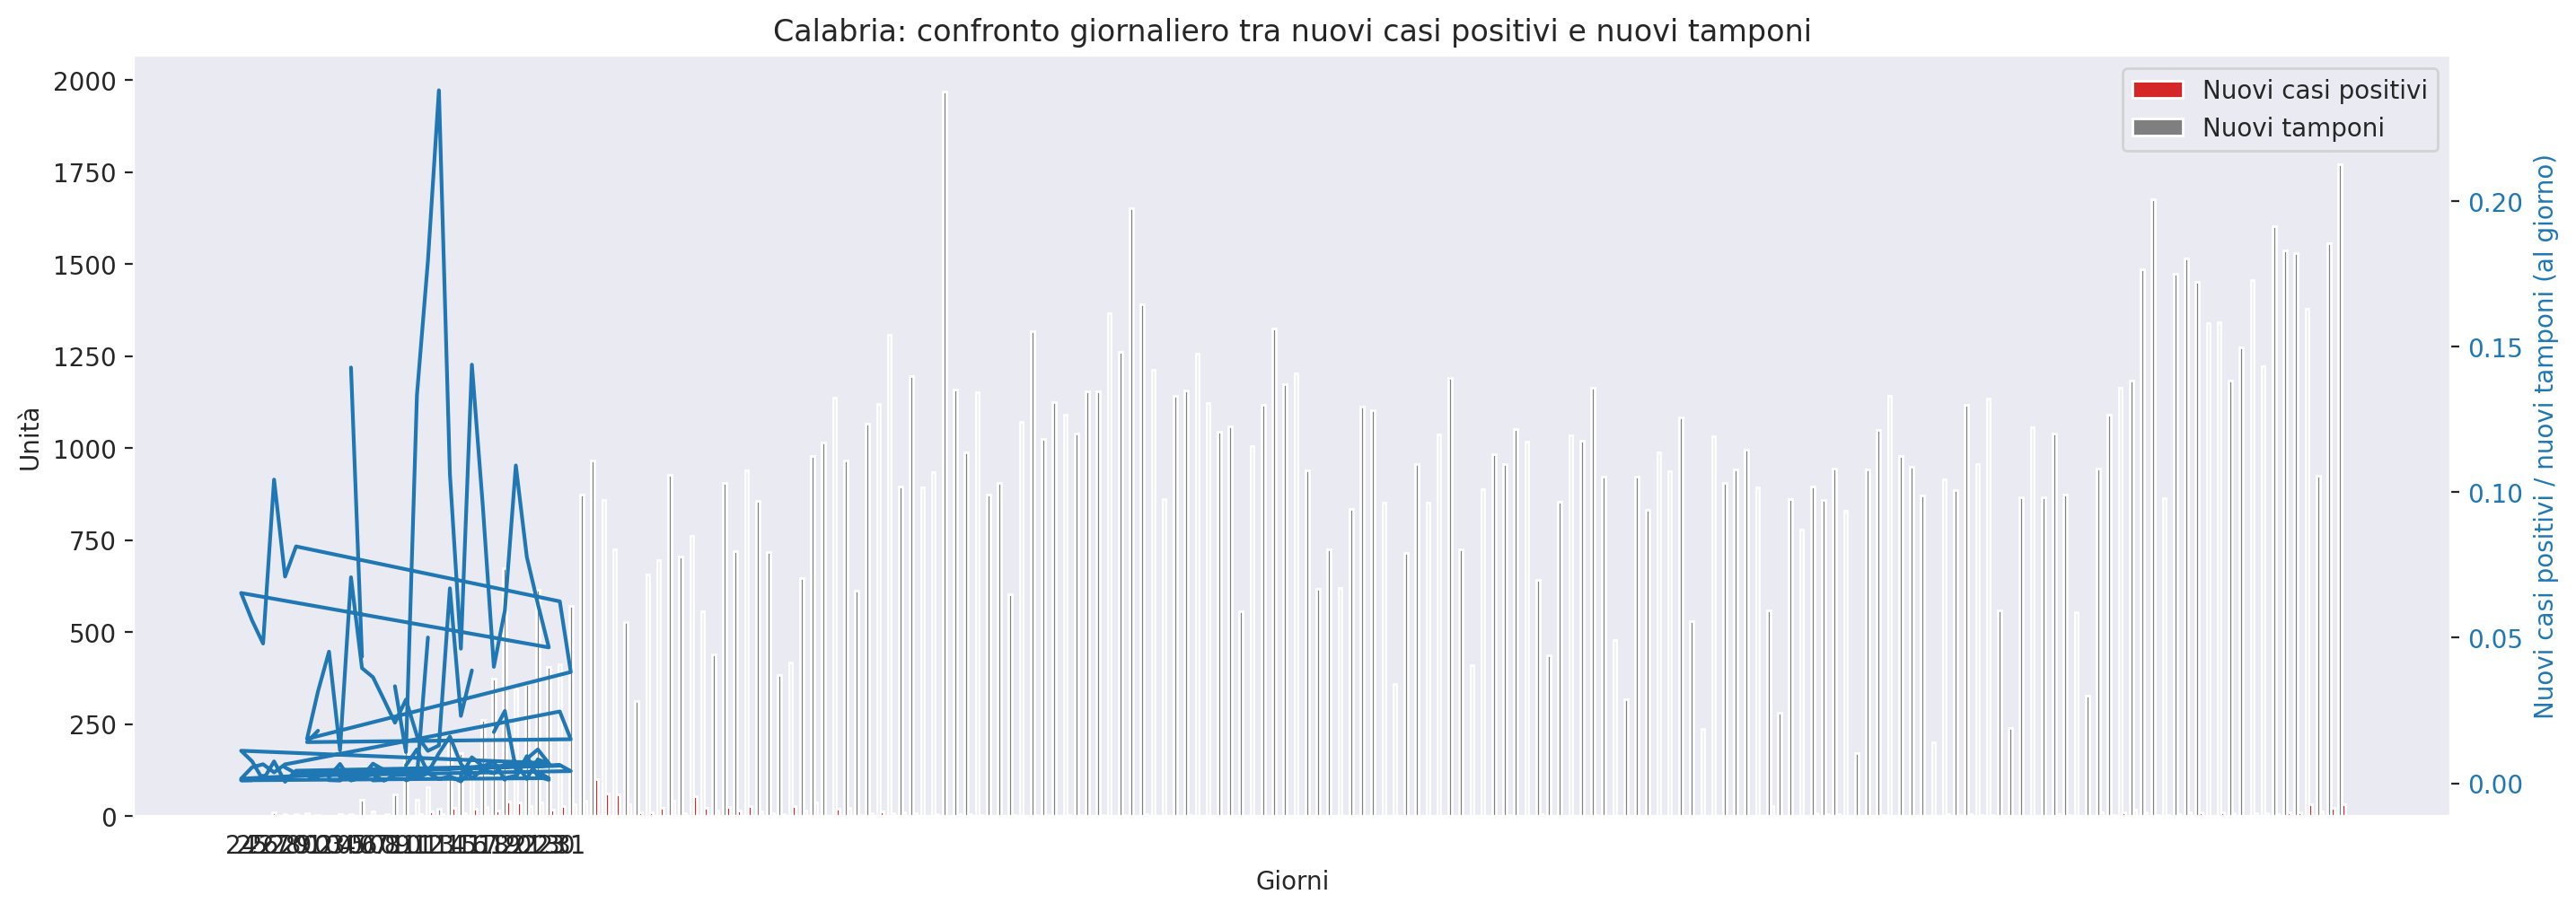 Calabria: confronto giornaliero tra nuovi casi positivi e nuovi tamponi
Nuovi casi positivi
Nuovi tamponi
2000
1750
1500
1250
1000
750
500
250
0
Unità
0.20
0.15
0.10
0.05
0.00
Nuovi casi positivi / nuovi tamponi (al giorno)
Giorni